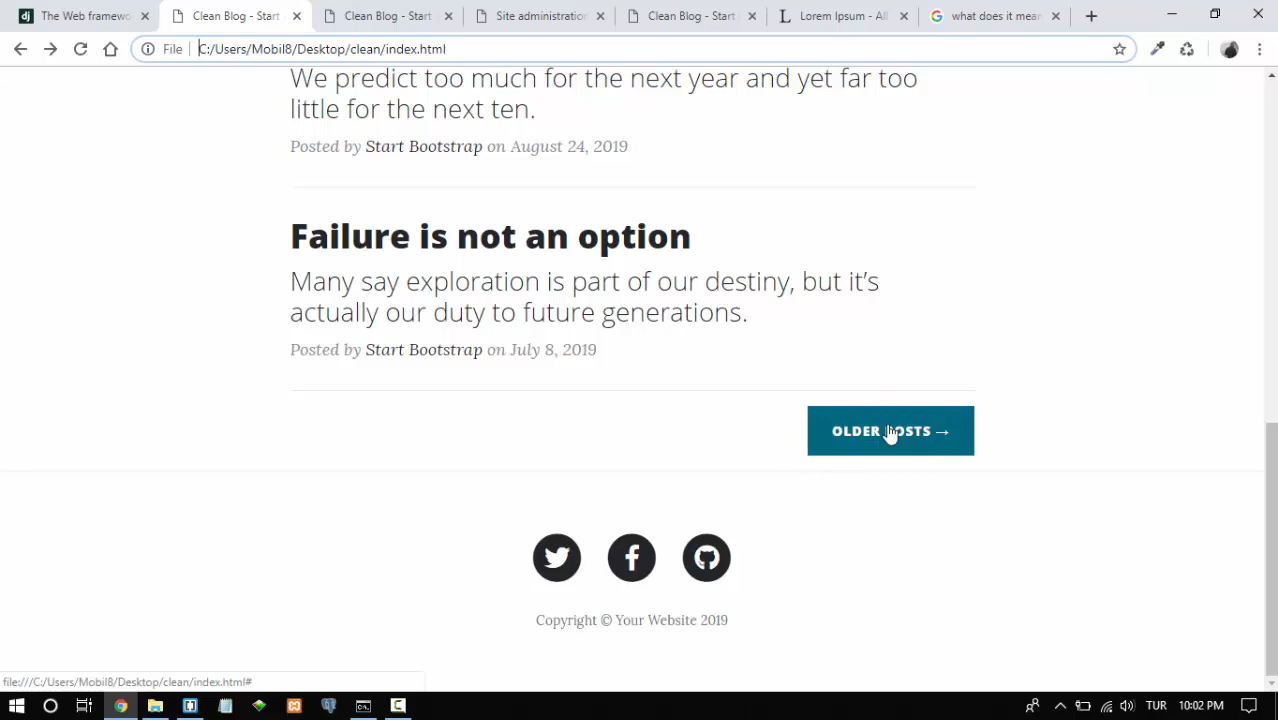 The Web framewo
Clean Blog - Start
Clean Blog - Start
Site administration
Clean Blog - Start
Lorem Ipsum - All
what does it mean
File
C:/Users/Mobil8/Desktop/clean/index.html
We predict too much for the next year and yet far too
little for the next ten.
Posted by Start Bootstrap on August 24, 2019
Failure is not an option
Many say exploration is part of our destiny, but it's
actually our duty to future generations.
Posted by Start Bootstrap on July 8, 2019
OLDER POSTS →
Copyright © Your Website 2019
file:///C:/Users/Mobil8/Desktop/clean/index.html#
TUR
10:02 PM